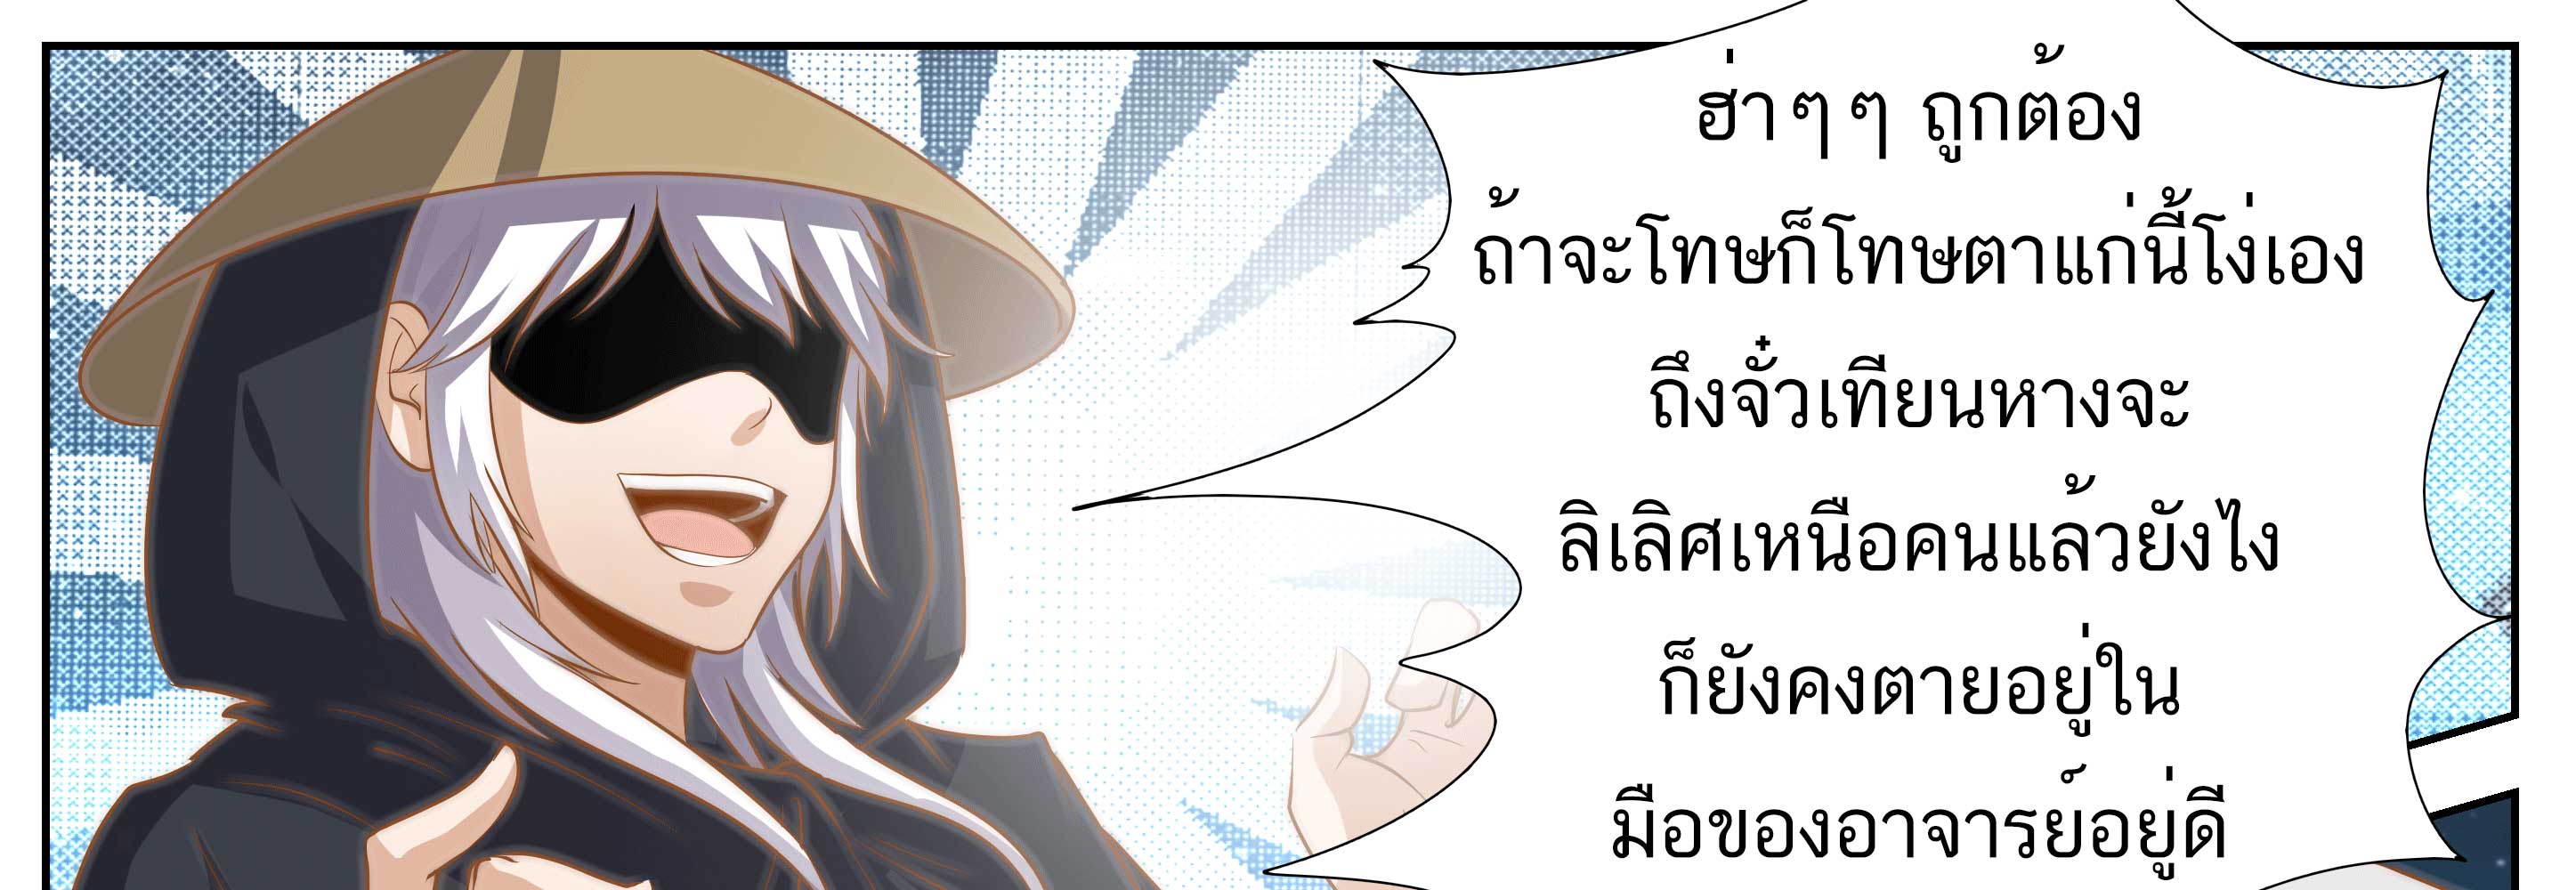 ฮ่าๆๆ ถูกต้อง
ถ้าจะโทษก็โทษตาแก่นี้โง่เอง
ถึงจั๋วเทียนหางจะ
ลิเลิศเหนือคนแล้วยังไง
ก็ยังคงตายอยู่ใน
มือของอาจารย์อยู่ดี